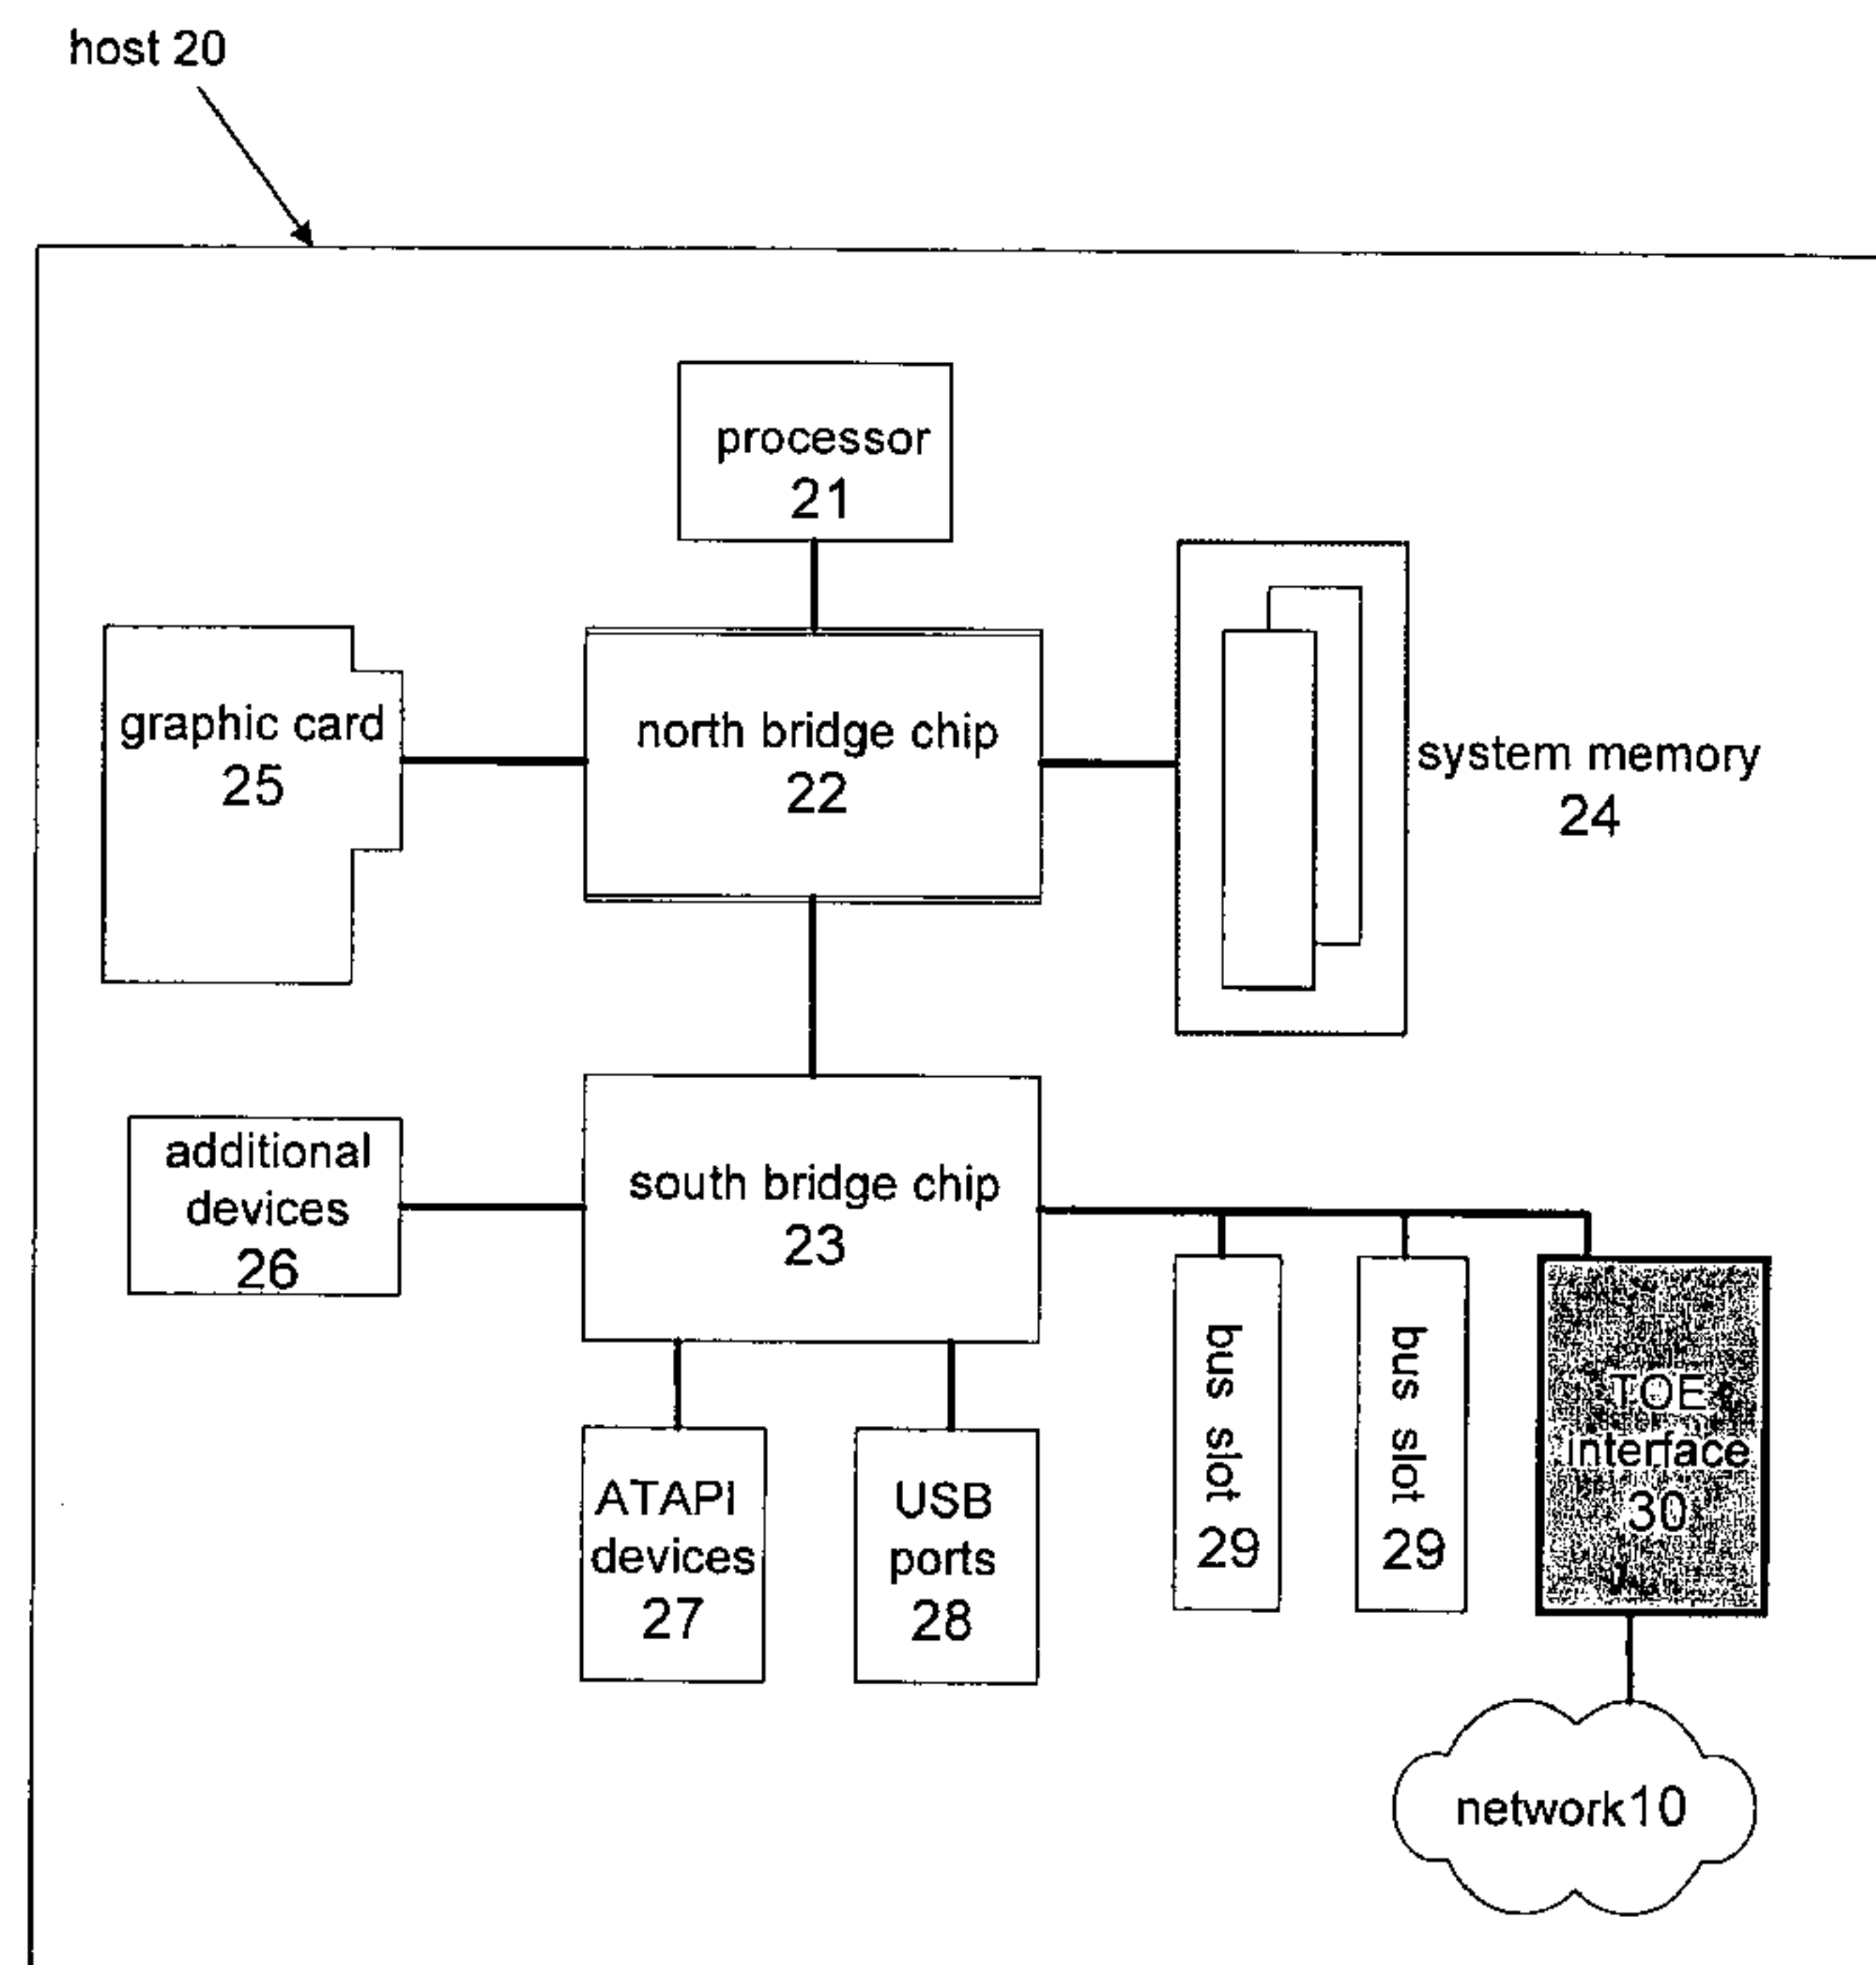 host 20
processor
21
graphic card
25
north bridge chip
22
system memory
24
additional
devices
26
south bridge chip
23
ATAPI
devices
27
USB
ports
28
bus slot
29
bus slot
29
TOE
interface
30
network10